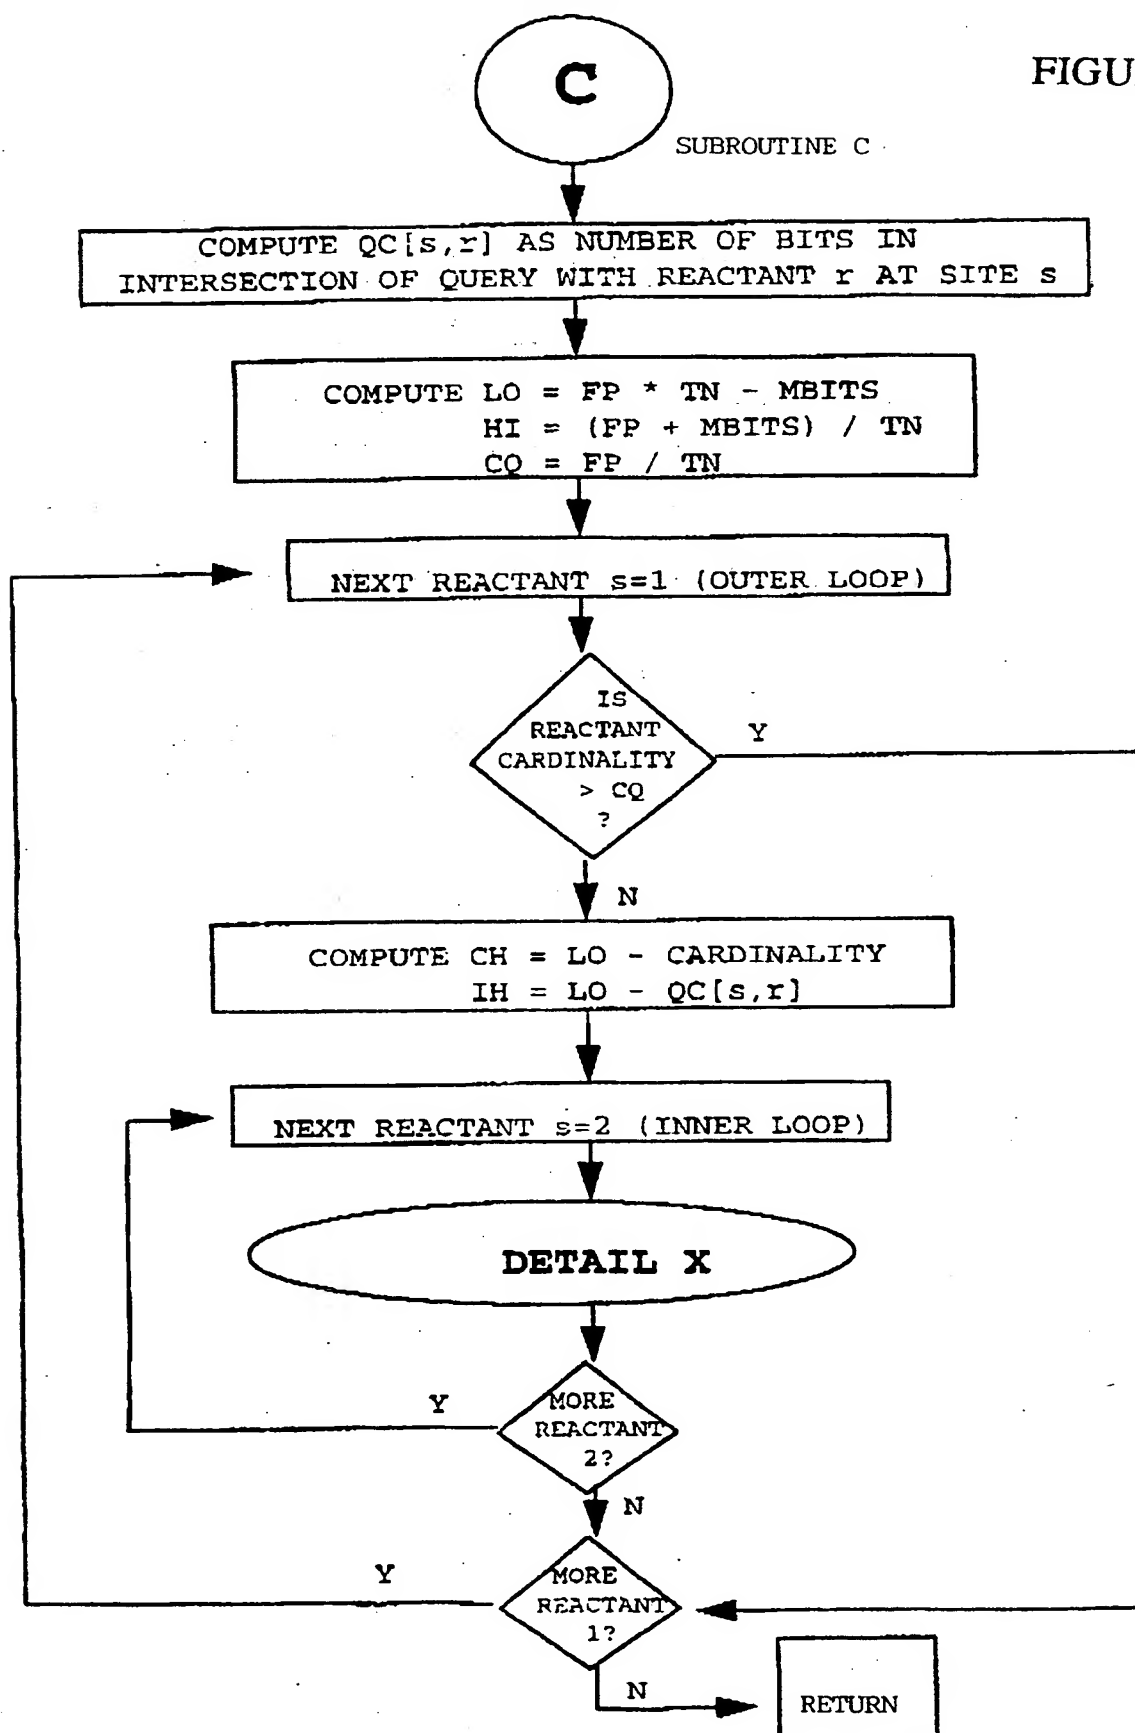 C
FIGU
SUBROUTINE C
COMPUTE QC[s,r] AS NUMBER OF BITS IN
INTERSECTION OF QUERY WITH REACTANT r AT SITE s
COMPUTE LO = FP * TN - MBITS
HI = (FP + MBITS) / TN
CQ = FP / TN
NEXT REACTANT s=1 (OUTER LOOP)
IS
REACTANT
CARDINALITY
> CQ
?
Y
N
COMPUTE CH = LO - CARDINALITY
IH = LO - QC[s,r]
NEXT REACTANT s=2 (INNER LOOP)
DETAIL X
MORE
REACTANT
2?
Y
N
MORE
REACTANT
1?
Y
N
RETURN